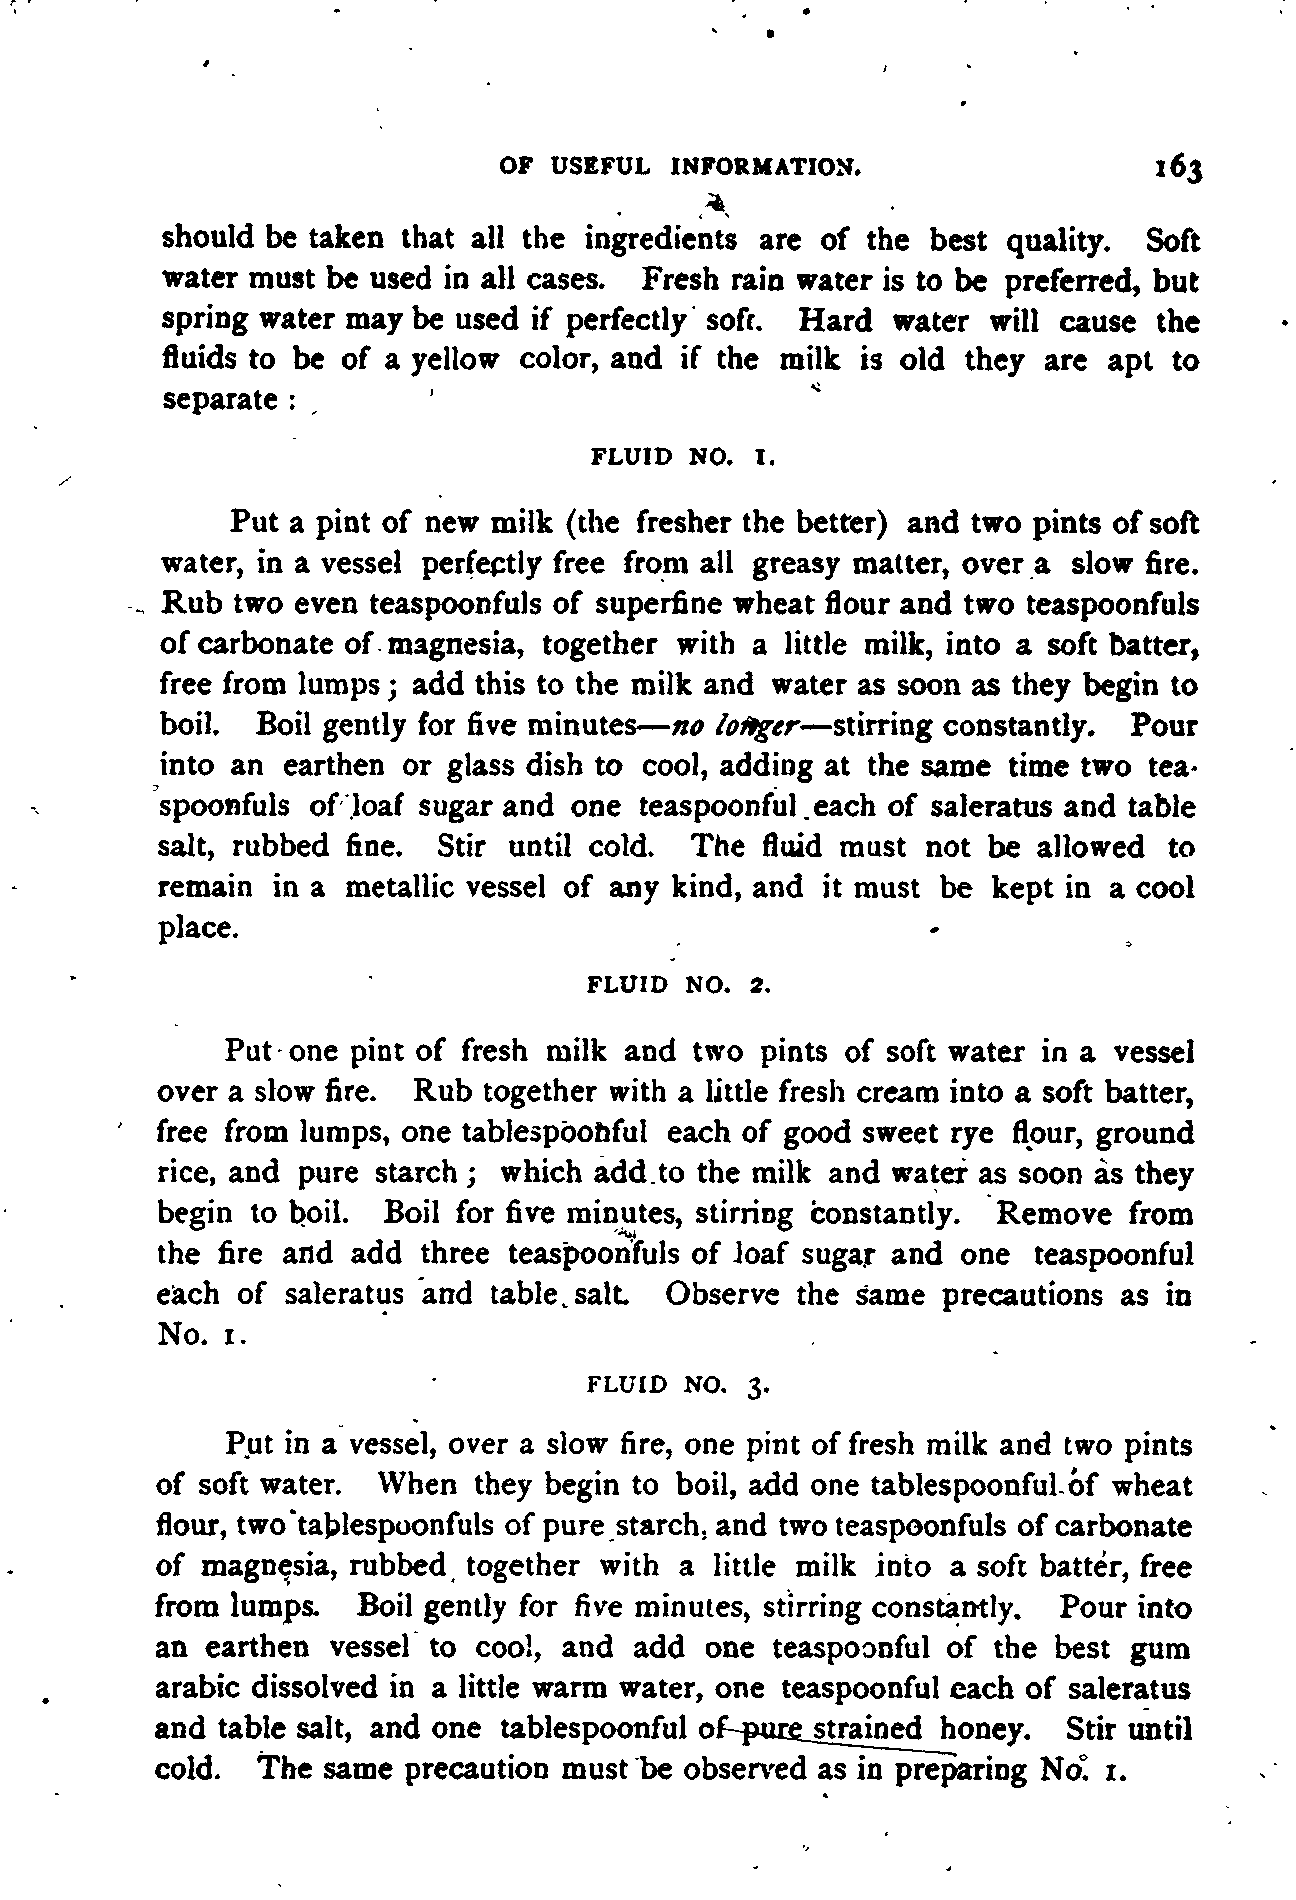 OF USEFUL INFORMATION. 163
should be taken that all the ingredients are of the best quality. Soft
water must be used in all cases. Fresh rain water is to be preferred, but
spring water may be used if perfectly soft. Hard water will cause the
fluids to be of a yellow color, and if the milk is old they are apt to
separate :
FLUID NO. 1.
Put a pint of new milk (the fresher the better) and two pints of soft
water, in a vessel perfectly free from all greasy matter, over a slow fire.
Rub two even teaspoonfuls of superfine wheat flour and two teaspoonfuls
of carbonate of magnesia, together with a little milk, into a soft batter,
free from lumps ; add this to the milk and water as soon as they begin to
boil. Boil gently for five minutes—no longer—stirring constantly. Pour
into an earthen or glass dish to cool, adding at the same time two tea-
spoonfuls of loaf sugar and one teaspoonful each of saleratus and table
salt, rubbed fine. Stir until cold. The fluid must not be allowed to
remain in a metallic vessel of any kind, and it must be kept in a cool
place.
FLUID NO. 2.
Put one pint of fresh milk and two pints of soft water in a vessel
over a slow fire. Rub together with a little fresh cream into a soft batter,
free from lumps, one tablespoonful each of good sweet rye flour, ground
rice, and pure starch ; which add to the milk and water as soon as they
begin to boil. Boil for five minutes, stirring constantly. Remove from
the fire and add three teaspoonfuls of loaf sugar and one teaspoonful
each of saleratus and table salt. Observe the same precautions as in
No. 1.
FLUID NO. 3.
Put in a vessel, over a slow fire, one pint of fresh milk and two pints
of soft water. When they begin to boil, add one tablespoonful of wheat
flour, two tablespoonfuls of pure starch, and two teaspoonfuls of carbonate
of magnesia, rubbed together with a little milk into a soft batter, free
from lumps. Boil gently for five minutes, stirring constantly. Pour into
an earthen vessel to cool, and add one teaspoonful of the best gum
arabic dissolved in a little warm water, one teaspoonful each of saleratus
and table salt, and one tablespoonful of pure strained honey. Stir until
cold. The same precaution must be observed as in preparing No. 1.